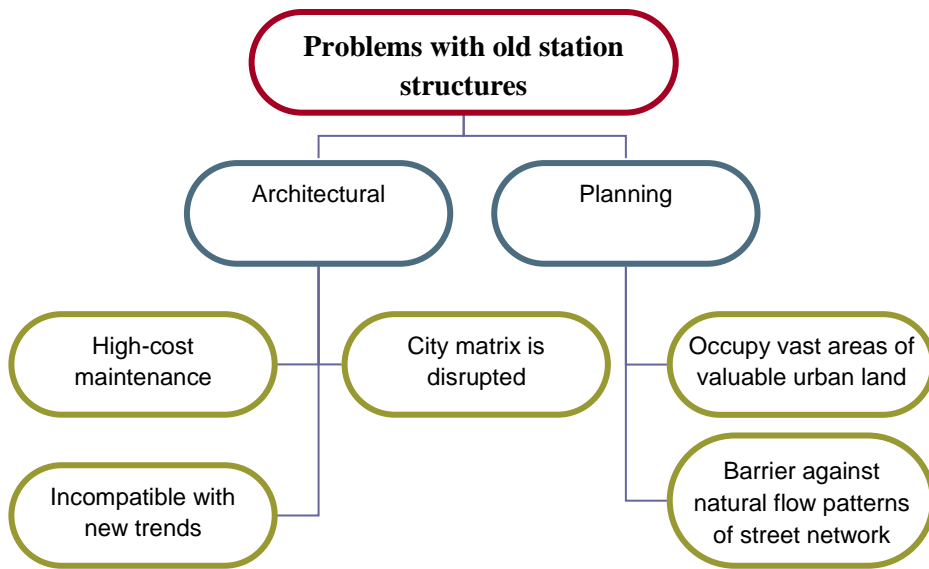 Problems with old station
structures
Architectural
Planning
High-cost
maintenance
City matrix is
disrupted
Occupy vast areas of
valuable urban land
Incompatible with
new trends
Barrier against
natural flow patterns
of street network